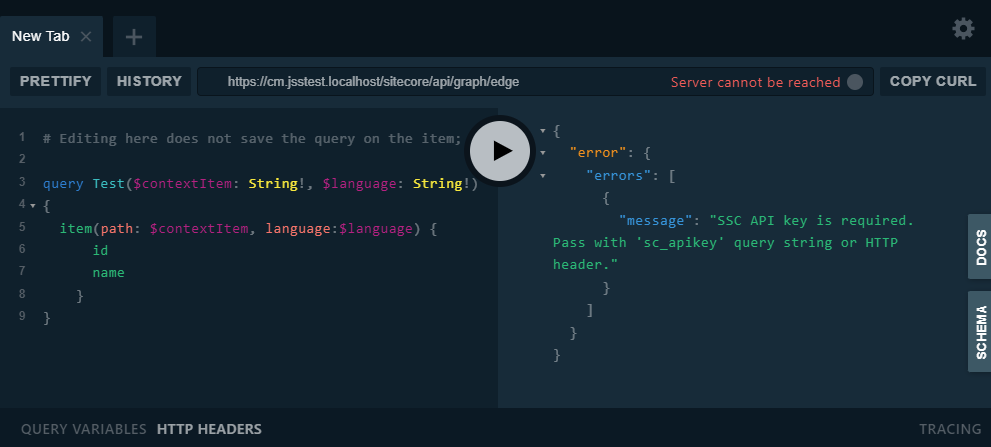 New Tab × +
PRETTIFY HISTORY https://cm.jsstest.localhost/sitecore/api/graph/edge Server cannot be reached COPY CURL
1 # Editing here does not save the query on the item;
2
3 query Test($contextItem: String!, $language: String!)
4 {
5 item(path: $contextItem, language:$language) {
6 id
7 name
8 }
9 }
{
"error": {
"errors": [
{
"message": "SSC API key is required.
Pass with 'sc_apikey' query string or HTTP
header."
}
]
}
}
DOCS
SCHEMA
QUERY VARIABLES HTTP HEADERS TRACING